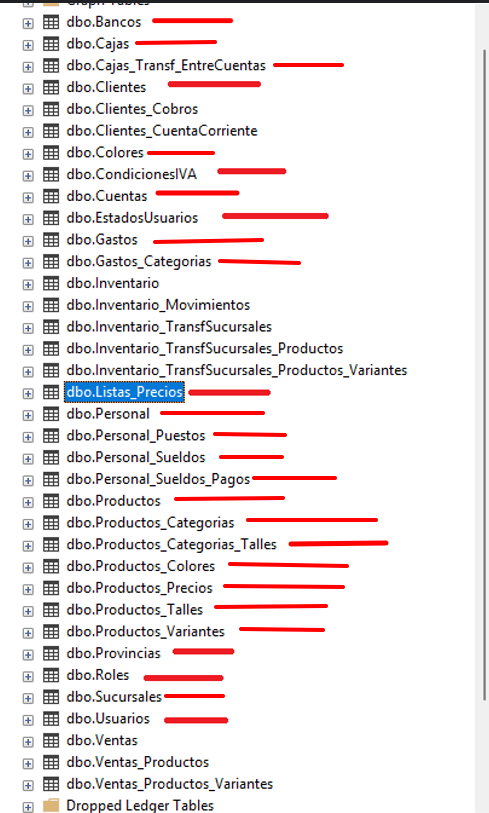 Graph Tables
dbo.Bancos
dbo.Cajas
dbo.Cajas_Transf_EntreCuentas
dbo.Clientes
dbo.Clientes_Cobros
dbo.Clientes_CuentaCorriente
dbo.Colores
dbo.CondicionesIVA
dbo.Cuentas
dbo.EstadosUsuarios
dbo.Gastos
dbo.Gastos_Categorias
dbo.Inventario
dbo.Inventario_Movimientos
dbo.Inventario_TransfSucursales
dbo.Inventario_TransfSucursales_Productos
dbo.Inventario_TransfSucursales_Productos_Variantes
dbo.Listas_Precios
dbo.Personal
dbo.Personal_Puestos
dbo.Personal_Sueldos
dbo.Personal_Sueldos_Pagos
dbo.Productos
dbo.Productos_Categorias
dbo.Productos_Categorias_Talles
dbo.Productos_Colores
dbo.Productos_Precios
dbo.Productos_Talles
dbo.Productos_Variantes
dbo.Provincias
dbo.Roles
dbo.Sucursales
dbo.Usuarios
dbo.Ventas
dbo.Ventas_Productos
dbo.Ventas_Productos_Variantes
Dropped Ledger Tables